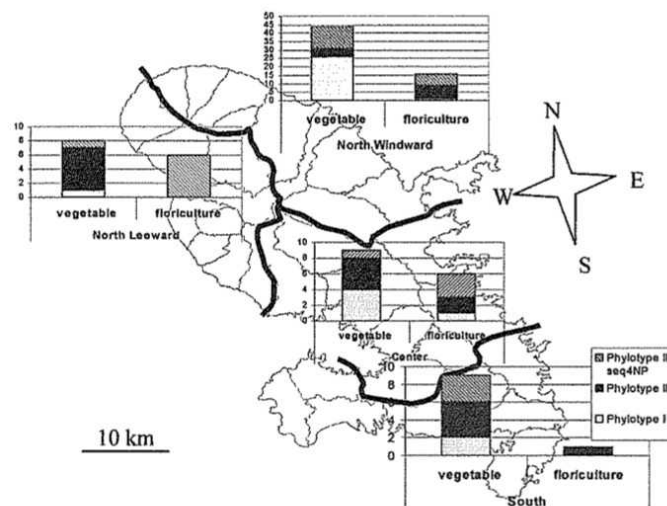 50
45
40
35
30
25
20
15
10
5
0
vegetable floriculture
North Windward
10
8
6
4
2
0
vegetable floriculture
North Leeward
N
W E
S
10
8
6
4
2
0
vegetable floriculture
Center
Phylotype II
seq4NP
Phylotype II
Phylotype I
10
8
6
4
2
0
vegetable floriculture
South
10 km